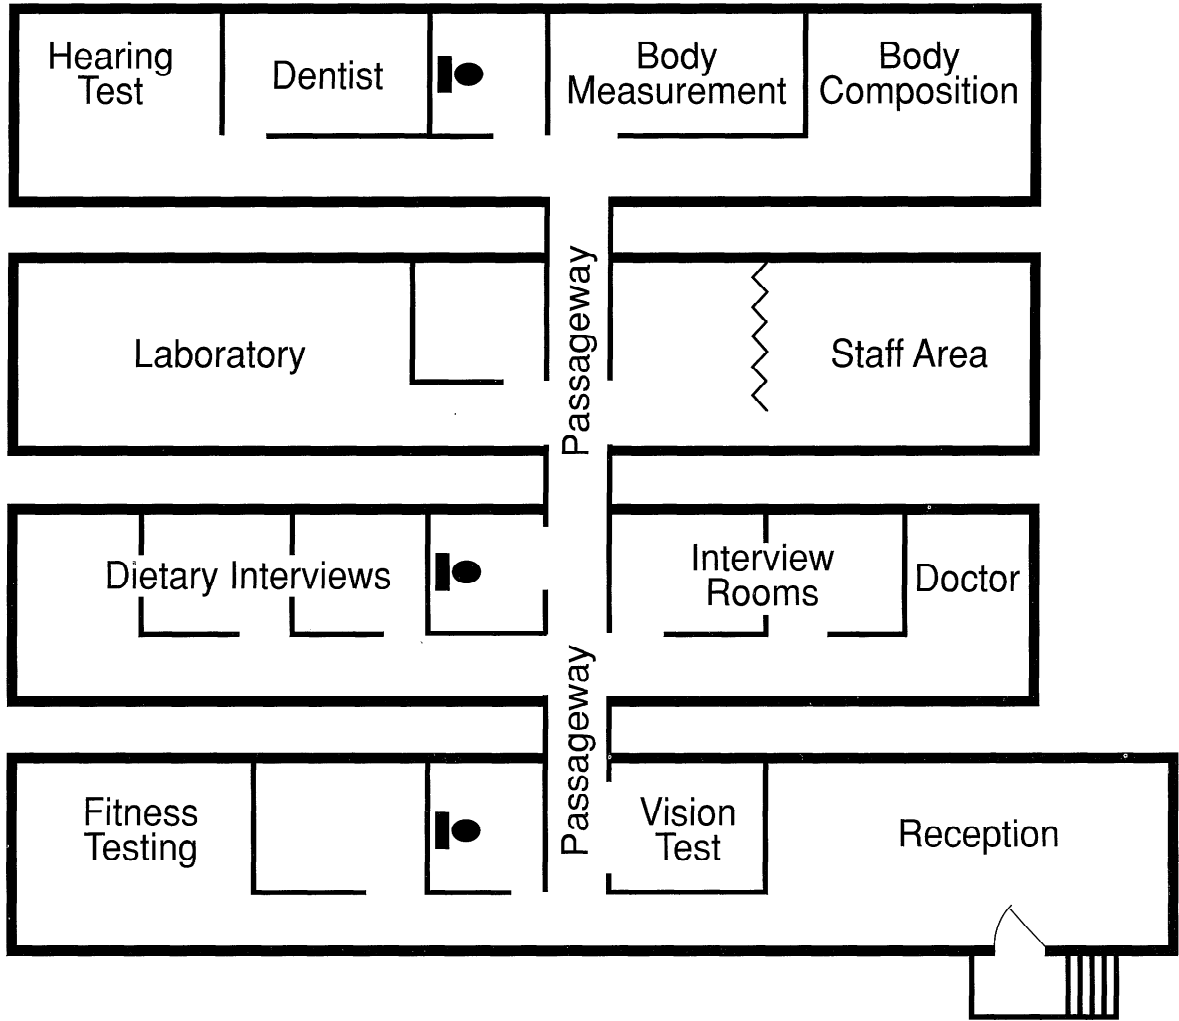 Hearing
Test
Dentist
Body
Measurement
Body
Composition
Passageway
Laboratory
Staff Area
Dietary Interviews
Interview
Rooms
Doctor
Passageway
Fitness
Testing
Vision
Test
Reception